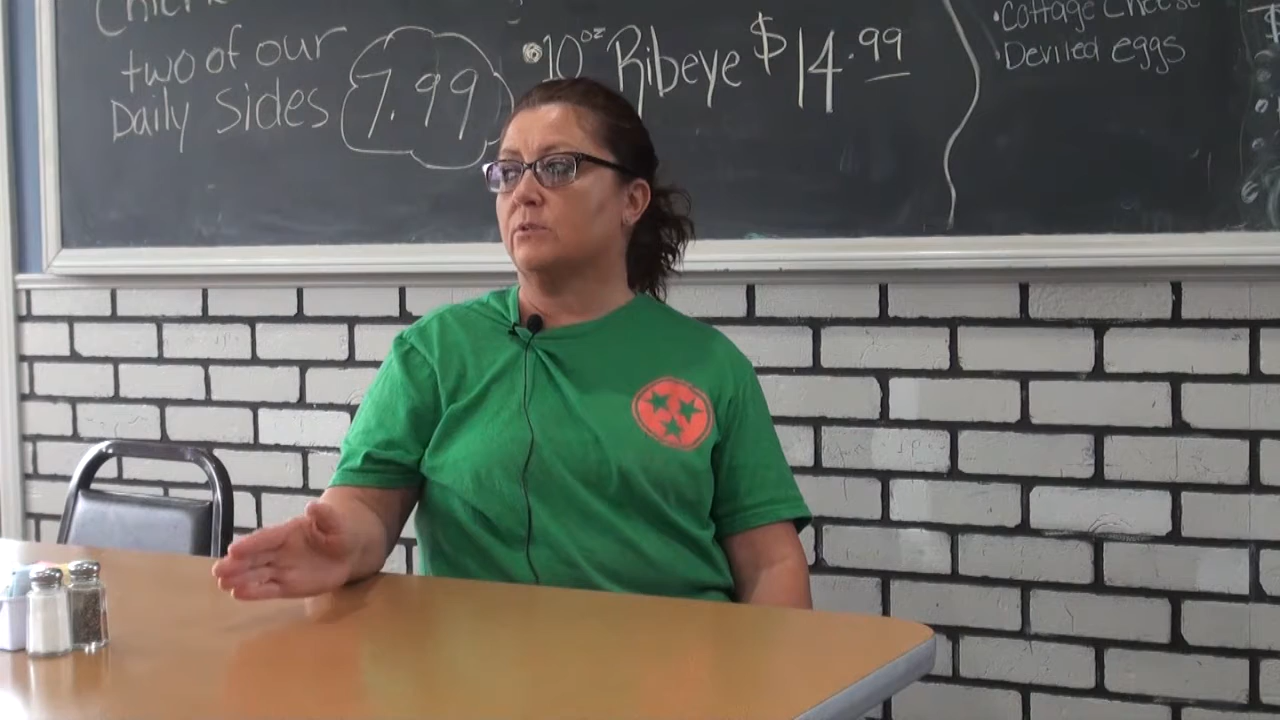 two of our
Daily Sides
7.99
•10oz Ribeye $14.99
•Cottage Cheese
•Deviled eggs